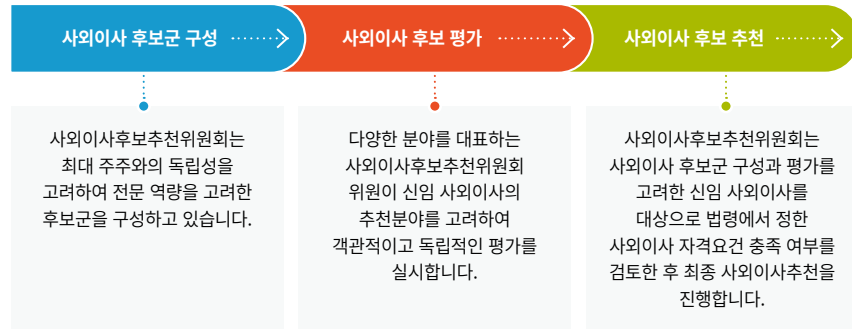 사외이사 후보군 구성
사외이사 후보 평가
사외이사 후보 추천
사외이사후보추천위원회는
최대 주주와의 독립성을
고려하여 전문 역량을 고려한
후보군을 구성하고 있습니다.
다양한 분야를 대표하는
사외이사후보추천위원회
위원이 신임 사외이사의
추천분야를 고려하여
객관적이고 독립적인 평가를
실시합니다.
사외이사후보추천위원회는
사외이사 후보군 구성과 평가를
고려한 신임 사외이사를
대상으로 법령에서 정한
사외이사 자격요건 충족 여부를
검토한 후 최종 사외이사추천을
진행합니다.